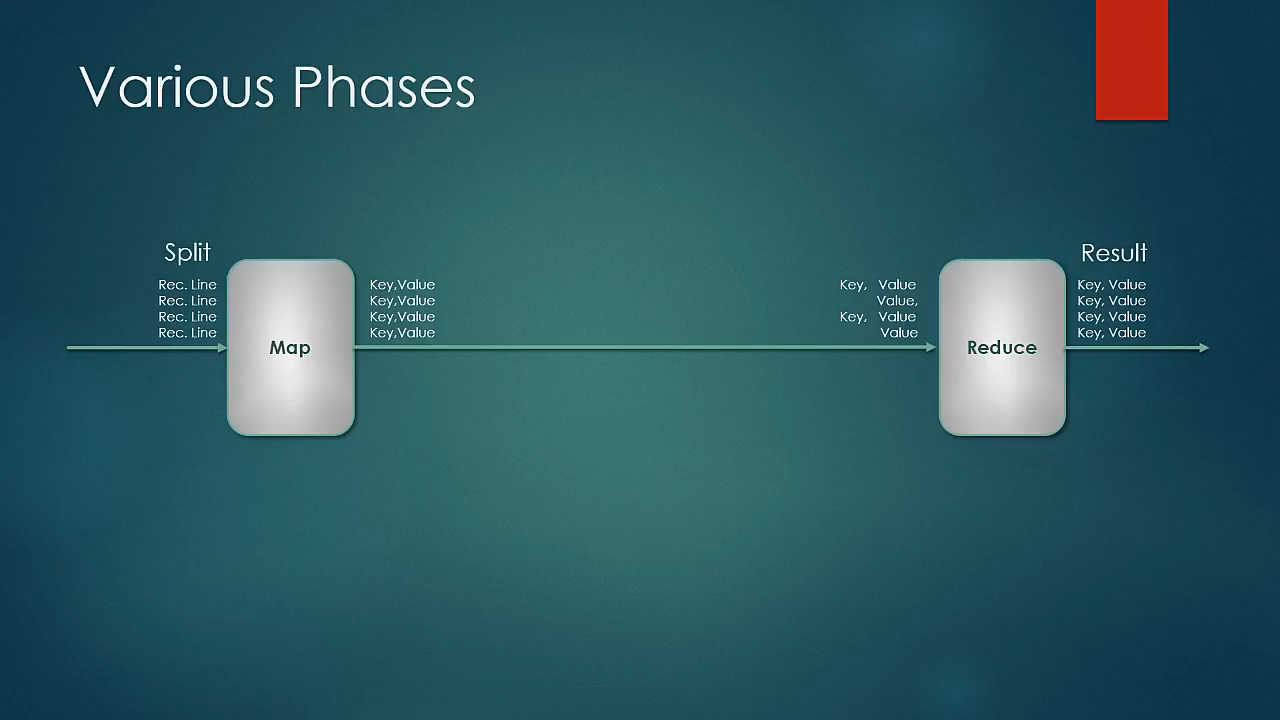 Various Phases
Split
Rec. Line
Rec. Line
Rec. Line
Rec. Line
Map
Key,Value
Key,Value
Key,Value
Key,Value
Key, Value
Value,
Key, Value
Value
Reduce
Result
Key, Value
Key, Value
Key, Value
Key, Value